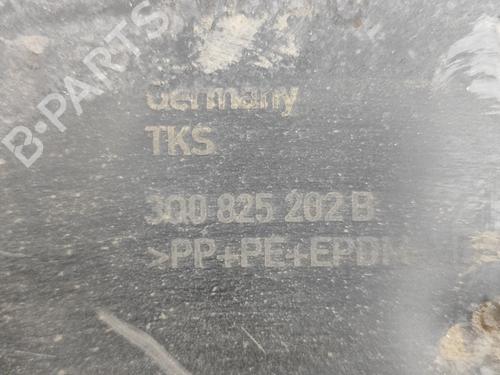 B-PARTS
Germany
TKS
3Q0 825 202 B
>PP+PE+EPDM